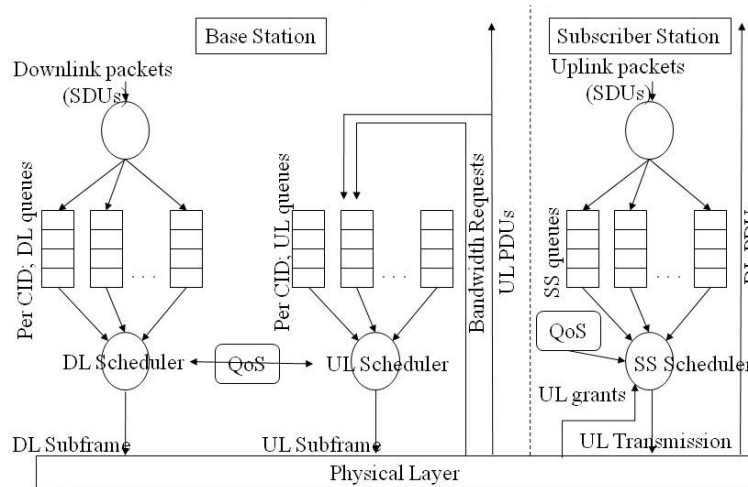 Base Station
Subscriber Station
Downlink packets
(SDUs)
Uplink packets
(SDUs)
Per CID; DL queues
. . .
Per CID; UL queues
. . .
Bandwidth Requests
UL PDUs
SS queues
. . .
DL Scheduler
QoS
UL Scheduler
QoS
SS Scheduler
UL grants
DL Subframe
UL Subframe
UL Transmission
Physical Layer